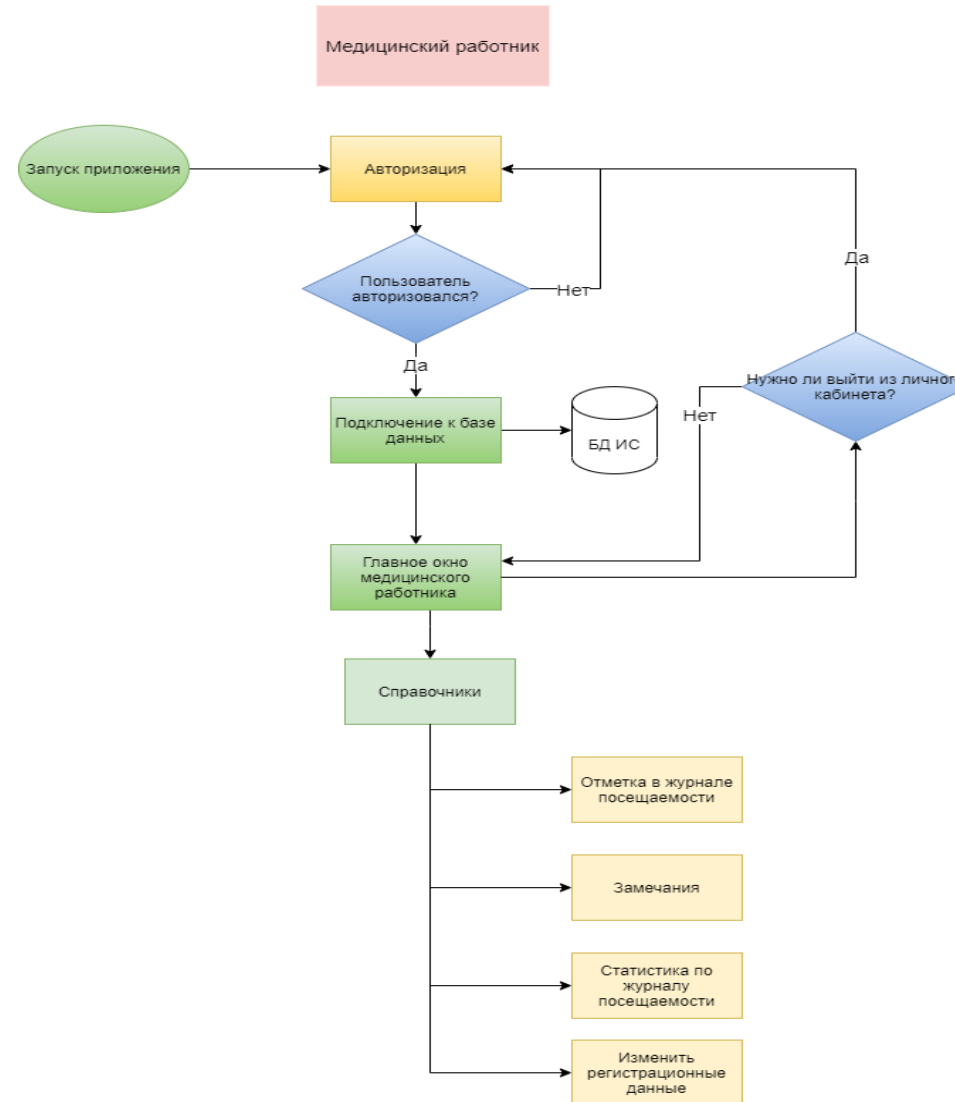 Медицинский работник
Запуск приложения
Авторизация
Пользователь
авторизовался?
Нет
Да
Да
Нужно ли выйти из личног
кабинета?
Нет
Подключение к базе
данных
БД ИС
Главное окно
медицинского
работника
Справочники
Отметка в журнале
посещаемости
Замечания
Статистика по
журналу
посещаемости
Изменить
регистрационные
данные